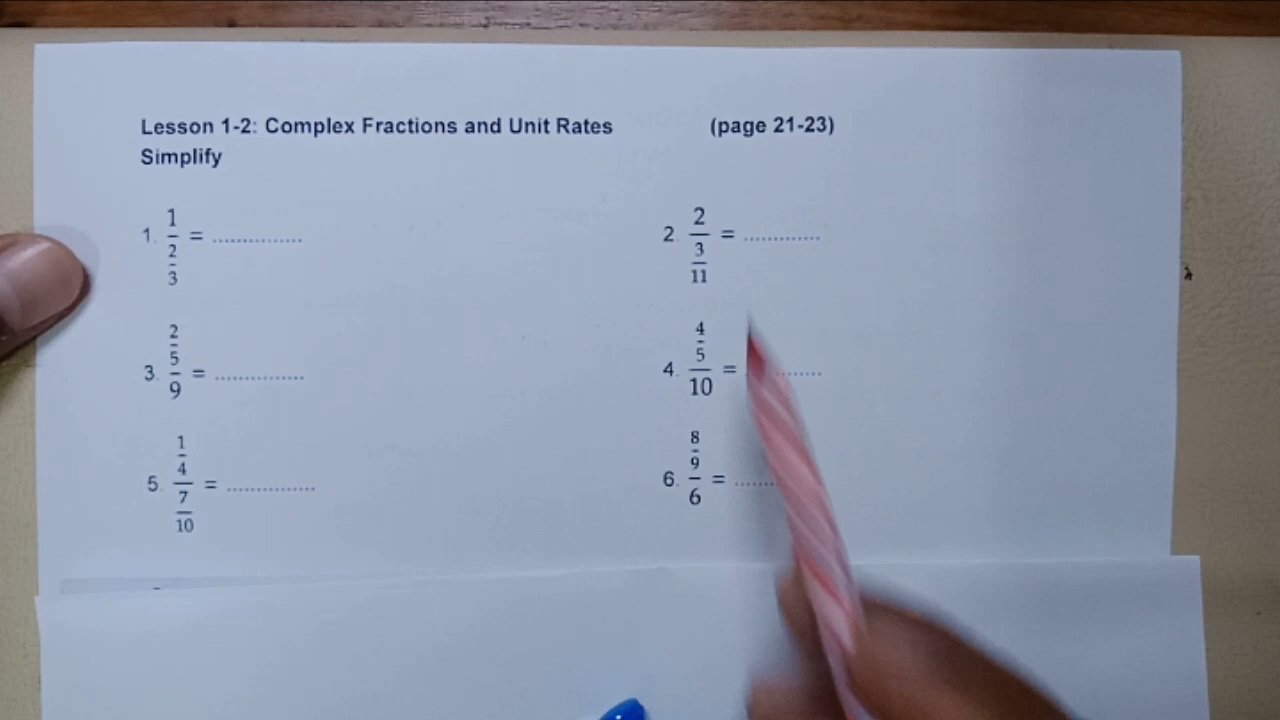 Lesson 1-2: Complex Fractions and Unit Rates (page 21-23)
Simplify
1. 1/(2/3) = ..............
2. 2/(3/11) = ............
3. (2/5)/9 = ..............
4. (4/5)/10 = ............
5. (1/4)/(7/10) = ..............
6. (8/9)/6 = ......